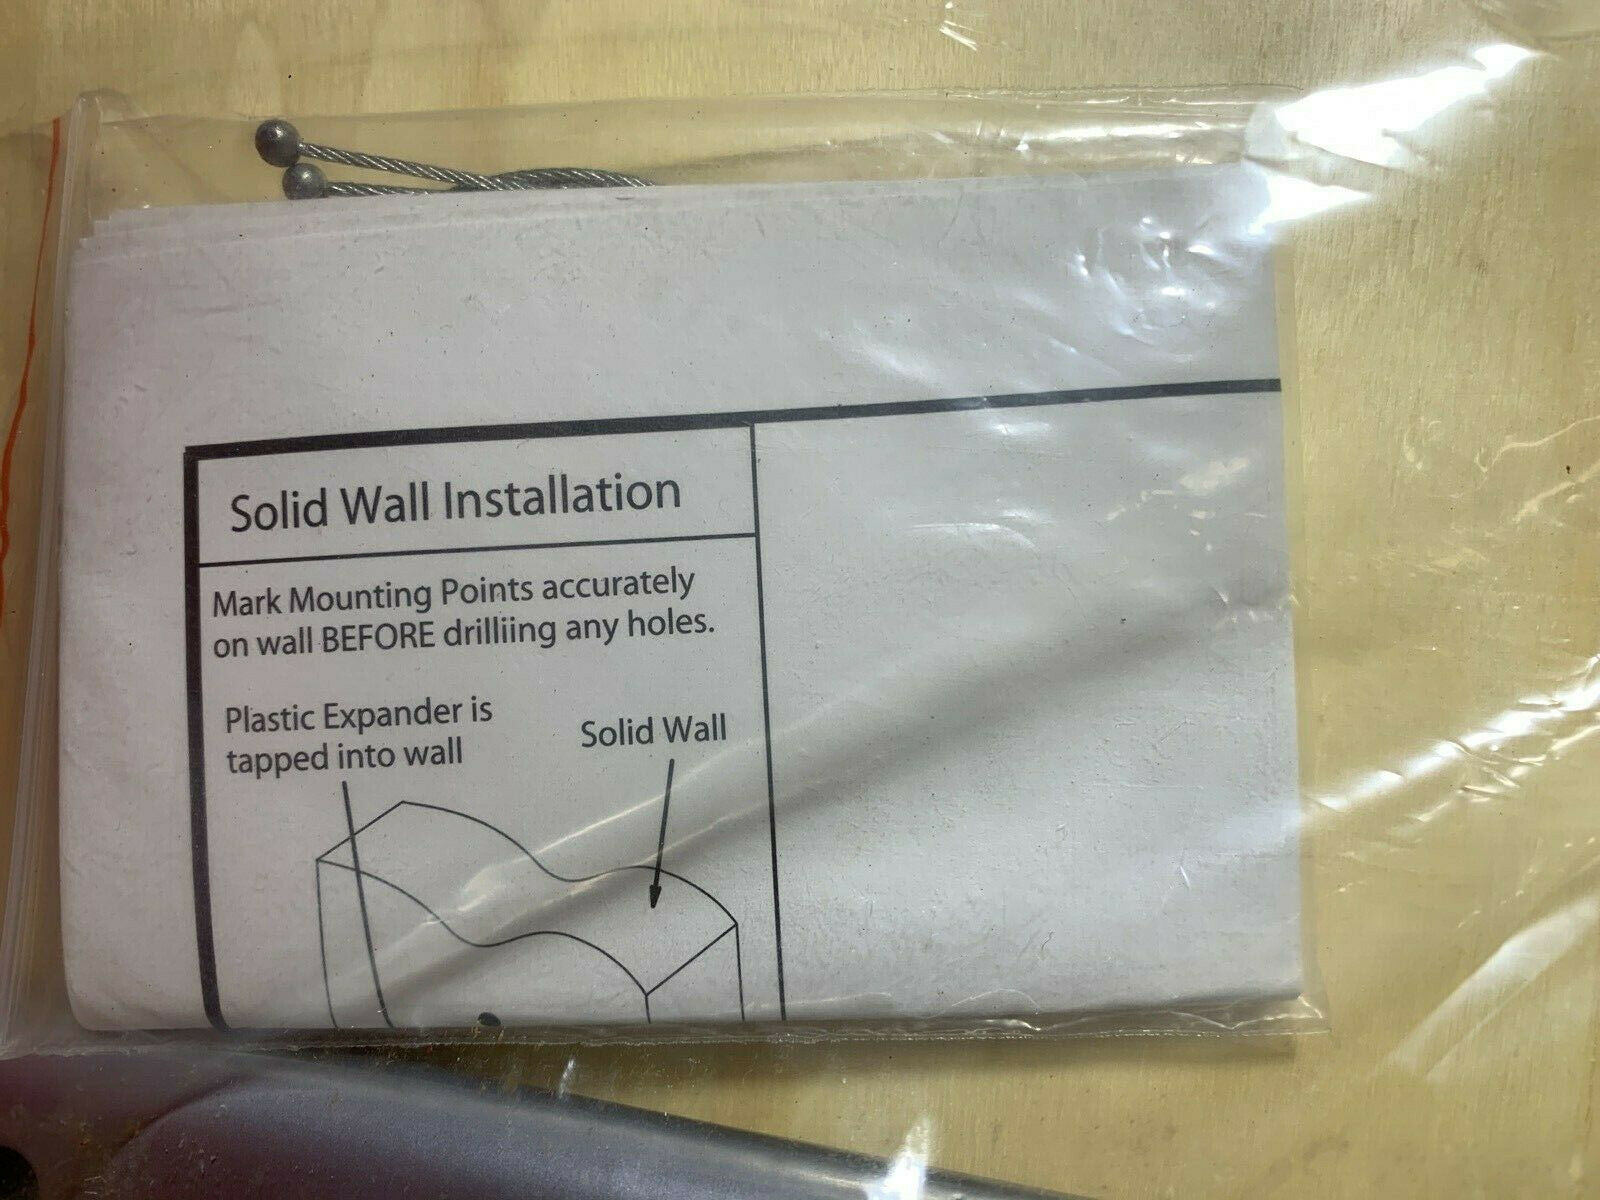 Solid Wall Installation
Mark Mounting Points accurately
on wall BEFORE drilliing any holes.
Plastic Expander is
tapped into wall
Solid Wall